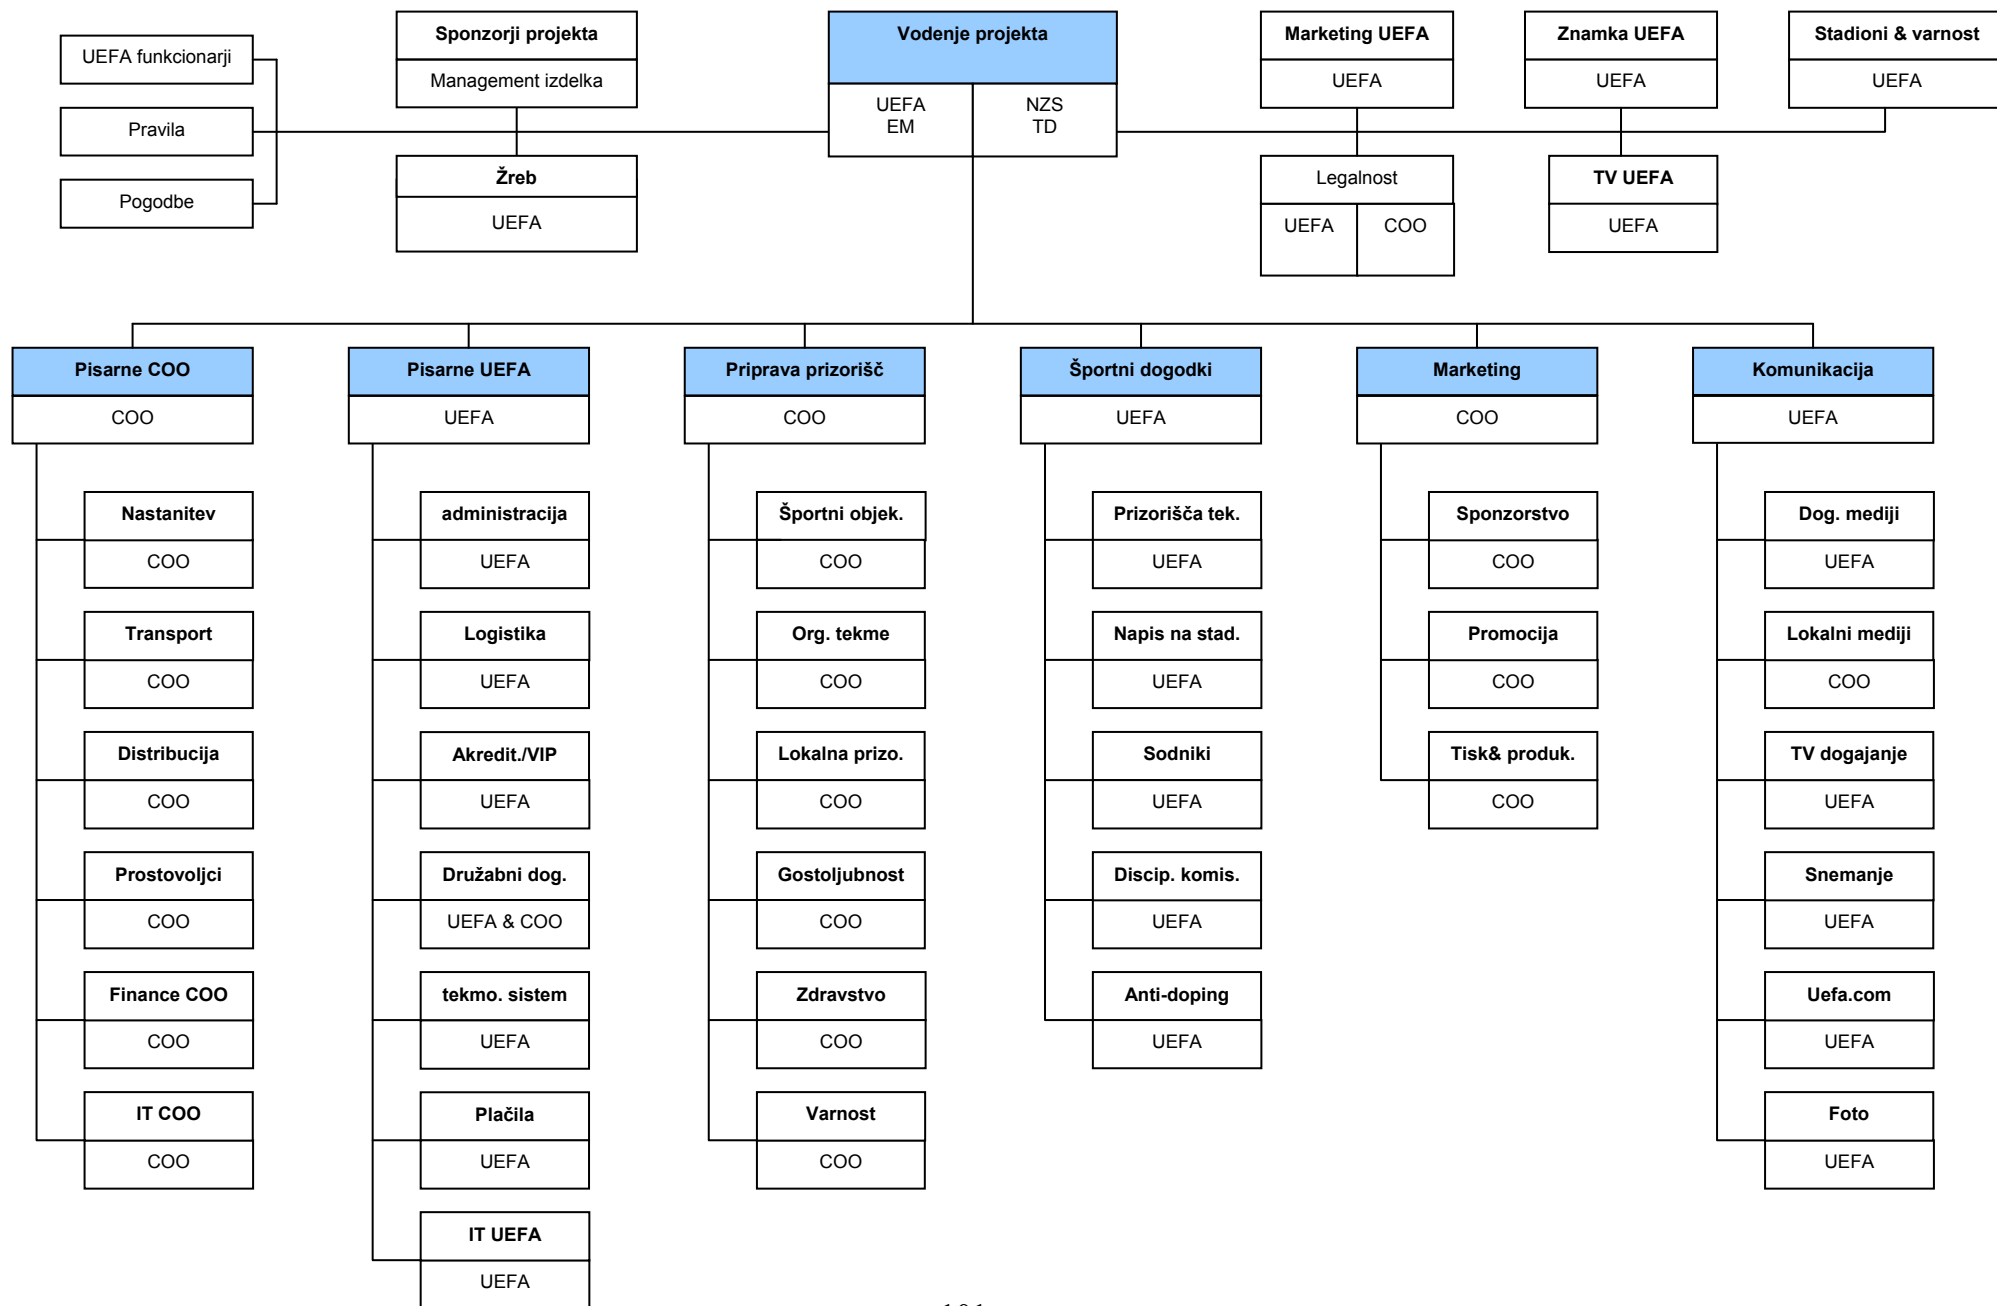 UEFA funkcionarji
Pravila
Pogodbe
Sponzorji projekta
Management izdelka
Žreb
UEFA
Vodenje projekta
UEFA
EM
NZS
TD
Marketing UEFA
UEFA
Legalnost
UEFA
COO
Znamka UEFA
UEFA
TV UEFA
UEFA
Stadioni & varnost
UEFA
Pisarne COO
COO
Nastanitev
COO
Transport
COO
Distribucija
COO
Prostovoljci
COO
Finance COO
COO
IT COO
COO
Pisarne UEFA
UEFA
administracija
UEFA
Logistika
UEFA
Akredit./VIP
UEFA
Družabni dog.
UEFA & COO
tekmo. sistem
UEFA
Plačila
UEFA
IT UEFA
UEFA
Priprava prizorišč
COO
Športni objek.
COO
Org. tekme
COO
Lokalna prizo.
COO
Gostoljubnost
COO
Zdravstvo
COO
Varnost
COO
Športni dogodki
UEFA
Prizorišča tek.
UEFA
Napis na stad.
UEFA
Sodniki
UEFA
Discip. komis.
UEFA
Anti-doping
UEFA
Marketing
COO
Sponzorstvo
COO
Promocija
COO
Tisk& produk.
COO
Komunikacija
UEFA
Dog. mediji
UEFA
Lokalni mediji
COO
TV dogajanje
UEFA
Snemanje
UEFA
Uefa.com
UEFA
Foto
UEFA